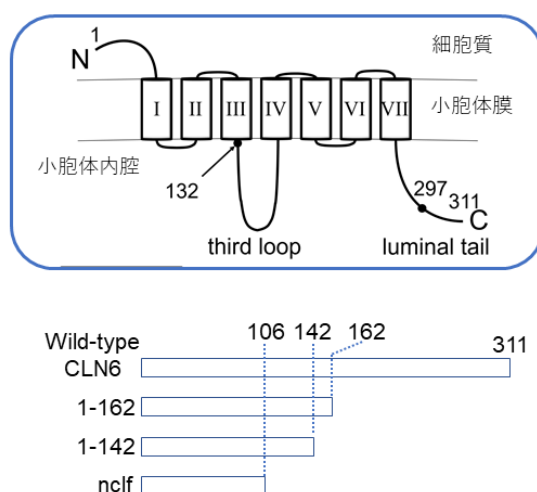 1
N
細胞質
I II III IV V VI VII
小胞体膜
小胞体内腔
132
297
311
C
third loop
luminal tail
106 142 162
311
Wild-type
CLN6
1-162
1-142
nclf